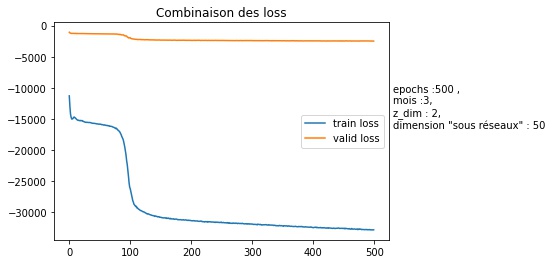 Combinaison des loss
0
−5000
−10000
−15000
−20000
−25000
−30000
0
100
200
300
400
500
train loss
valid loss
epochs :500 ,
mois :3,
z_dim : 2,
dimension "sous réseaux" : 50